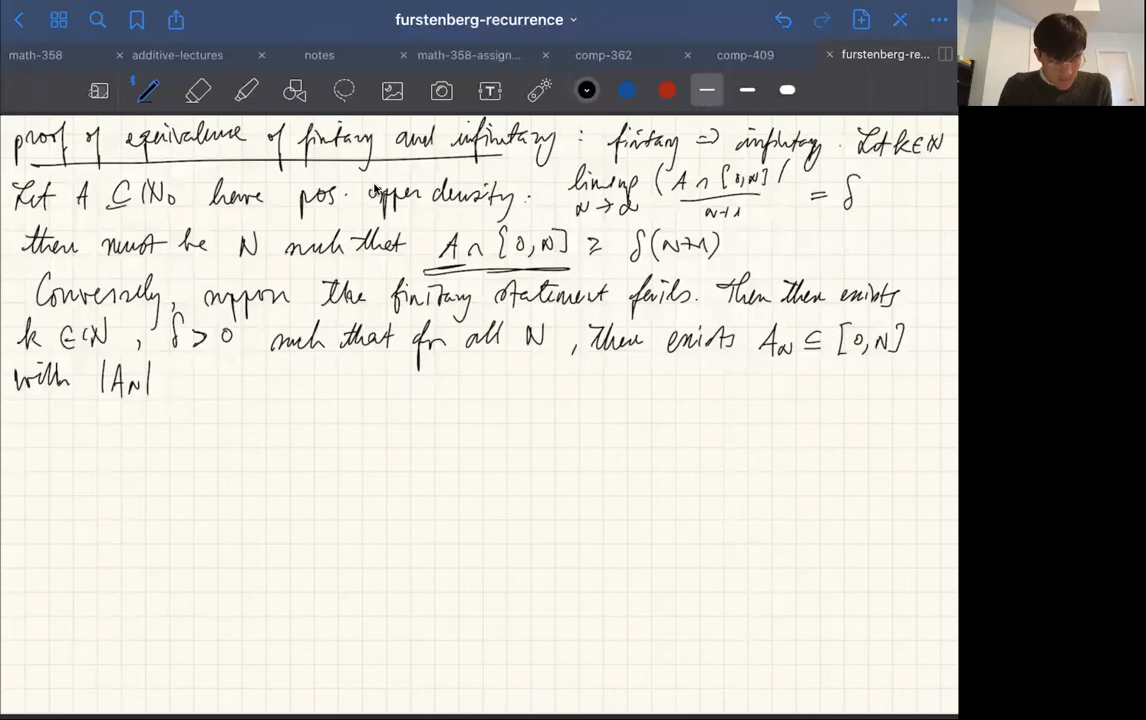 furstenberg-recurrence
math-358 additive-lectures notes math-358-assign... comp-362 comp-409 furstenberg-re...
proof of equivalence of finitary and infinitary : finitary ⇒ infinitary . Let k∈ℕ
Let A ⊆ ℕ₀ have pos. upper density. limsup_{N→∞} |A ∩ [0,N]| / N+1 = δ
then must be N such that A ∩ [0,N] ≥ δ(N+1)
Conversely, suppose the finitary statement fails. Then there exists
k ∈ ℕ, δ > 0 such that for all N, there exists A_N ⊆ [0,N]
with |A_N|